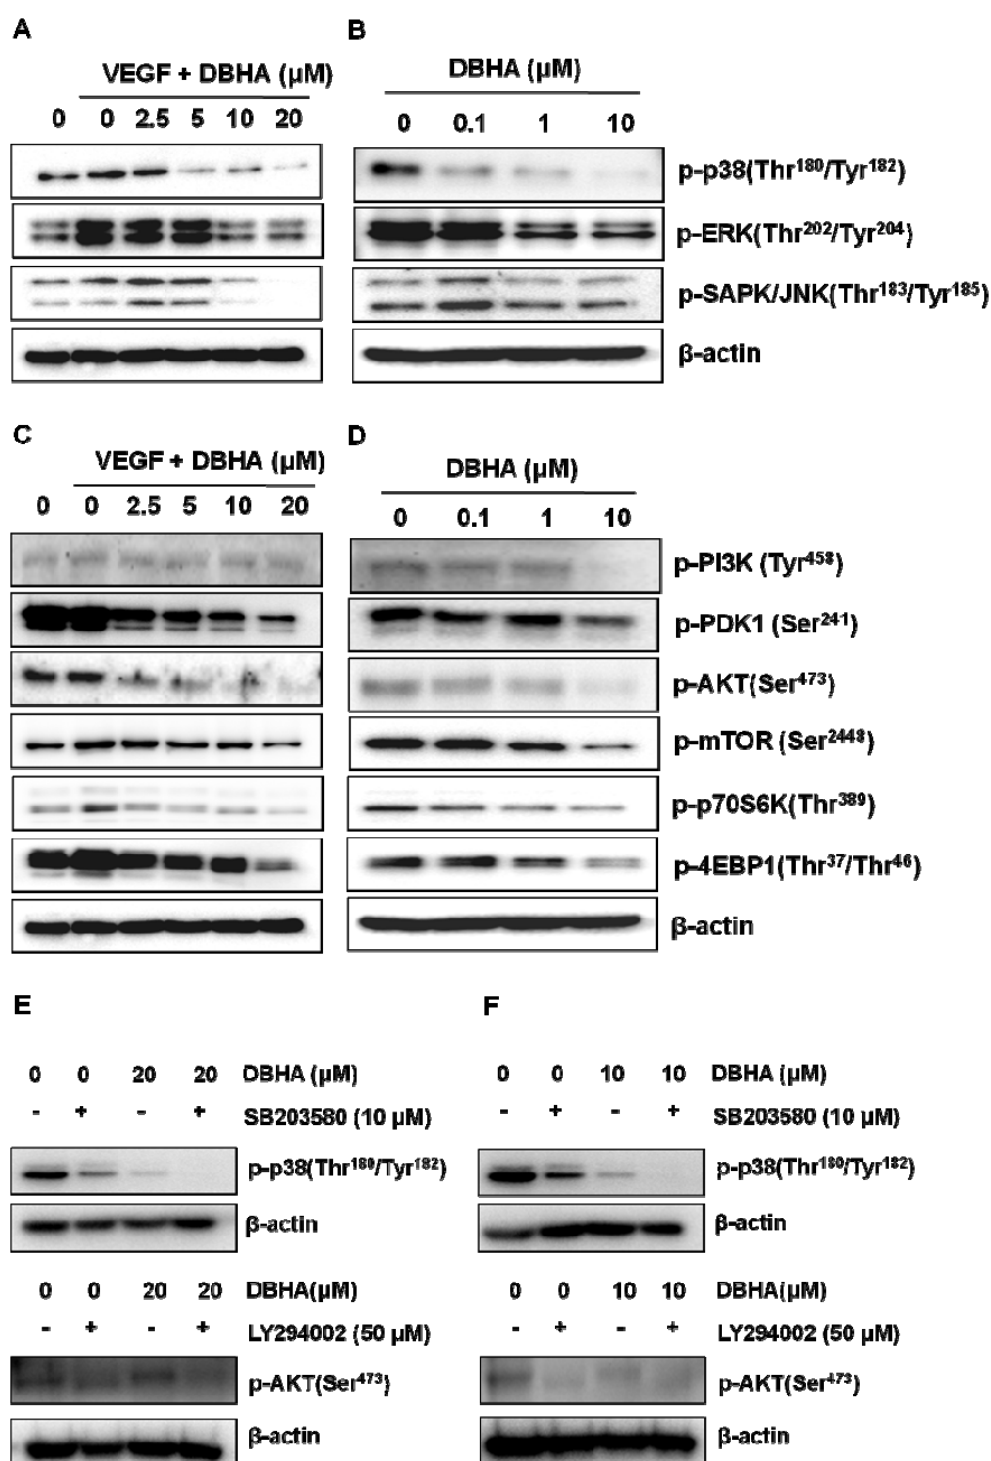 A
VEGF + DBHA (μM)
0 0 2.5 5 10 20
B
DBHA (μM)
0 0.1 1 10
p-p38(Thr180/Tyr182)
p-ERK(Thr202/Tyr204)
p-SAPK/JNK(Thr183/Tyr185)
β-actin
C
VEGF + DBHA (μM)
0 0 2.5 5 10 20
D
DBHA (μM)
0 0.1 1 10
p-PI3K (Tyr458)
p-PDK1 (Ser241)
p-AKT(Ser473)
p-mTOR (Ser2448)
p-p70S6K(Thr389)
p-4EBP1(Thr37/Thr46)
β-actin
E
0 0 20 20 DBHA (μM)
- + - + SB203580 (10 μM)
p-p38(Thr180/Tyr182)
β-actin
0 0 20 20 DBHA(μM)
- + - + LY294002 (50 μM)
p-AKT(Ser473)
β-actin
F
0 0 10 10 DBHA (μM)
- + - + SB203580 (10 μM)
p-p38(Thr180/Tyr182)
β-actin
0 0 10 10 DBHA(μM)
- + - + LY294002 (50 μM)
p-AKT(Ser473)
β-actin